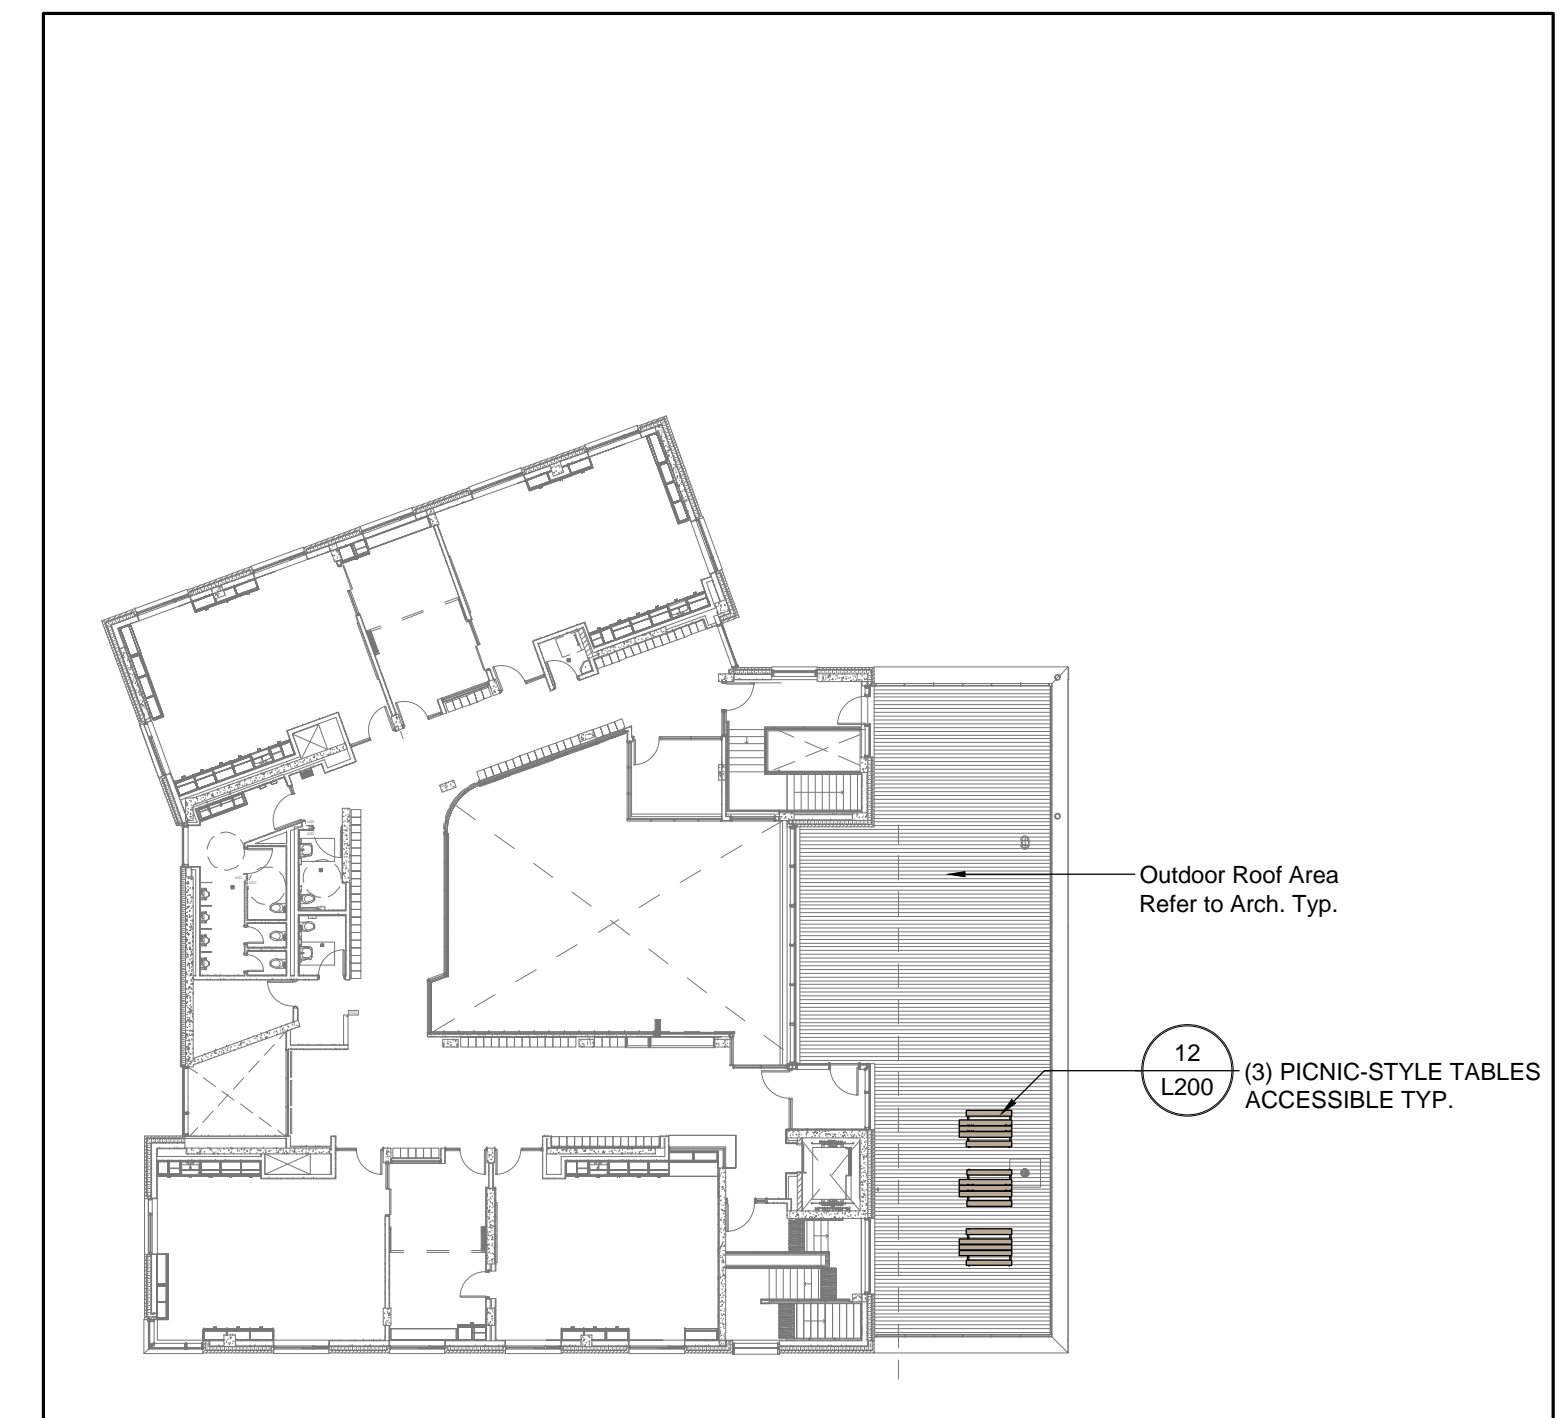 Outdoor Roof Area
Refer to Arch. Typ.
12
L200
(3) PICNIC-STYLE TABLES
ACCESSIBLE TYP.